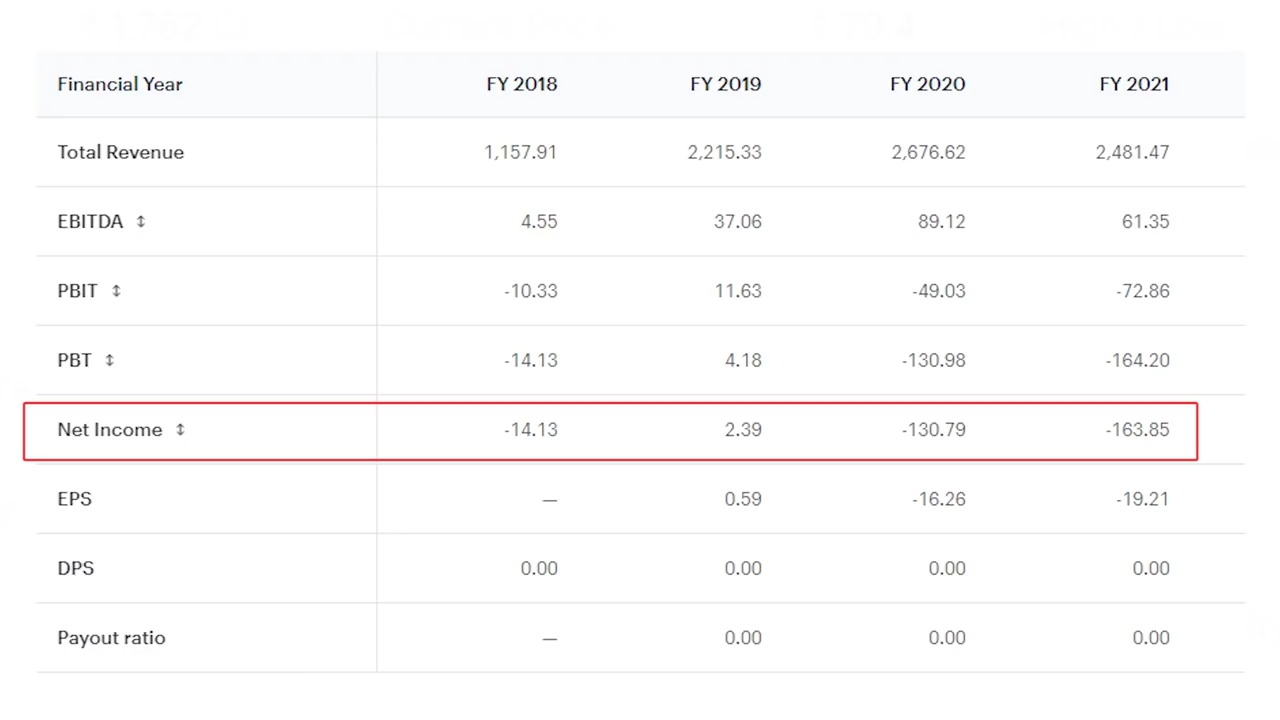 Financial Year FY 2018 FY 2019 FY 2020 FY 2021
Total Revenue 1,157.91 2,215.33 2,676.62 2,481.47
EBITDA ↕ 4.55 37.06 89.12 61.35
PBIT ↕ -10.33 11.63 -49.03 -72.86
PBT ↕ -14.13 4.18 -130.98 -164.20
Net Income ↕ -14.13 2.39 -130.79 -163.85
EPS — 0.59 -16.26 -19.21
DPS 0.00 0.00 0.00 0.00
Payout ratio — 0.00 0.00 0.00